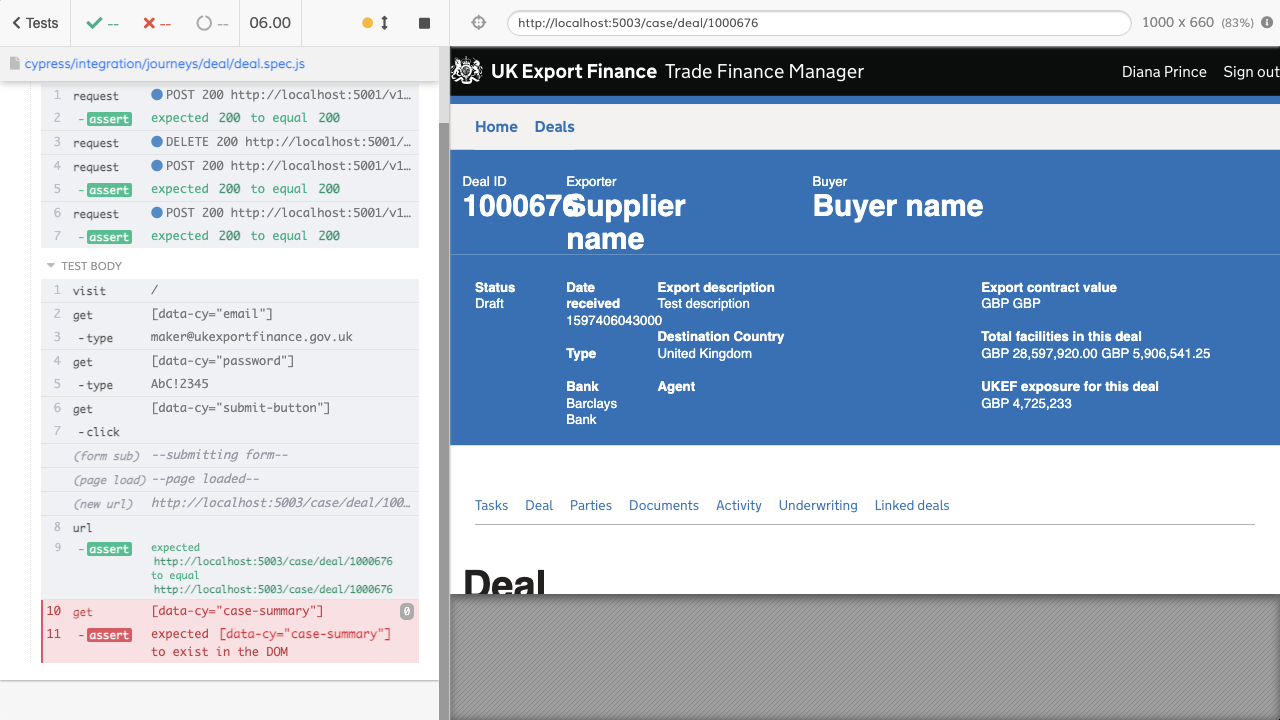 Tests
--
--
--
06.00
http://localhost:5003/case/deal/1000676
1000 x 660 (83%)
cypress/integration/journeys/deal/deal.spec.js
1 request POST 200 http://localhost:5001/v1…
2 - assert expected 200 to equal 200
3 request DELETE 200 http://localhost:5001/…
4 request POST 200 http://localhost:5001/v1…
5 - assert expected 200 to equal 200
6 request POST 200 http://localhost:5001/v1…
7 - assert expected 200 to equal 200
TEST BODY
1 visit /
2 get [data-cy="email"]
3 - type maker@ukexportfinance.gov.uk
4 get [data-cy="password"]
5 - type AbC!2345
6 get [data-cy="submit-button"]
7 - click
(form sub) --submitting form--
(page load) --page loaded--
(new url) http://localhost:5003/case/deal/100…
8 url
9 - assert expected
http://localhost:5003/case/deal/1000676
to equal
http://localhost:5003/case/deal/1000676
10 get [data-cy="case-summary"] 0
11 - assert expected [data-cy="case-summary"]
to exist in the DOM
UK Export Finance Trade Finance Manager
Diana Prince Sign out
Home Deals
Deal ID
1000676
Exporter
Supplier
name
Buyer
Buyer name
Status
Draft
Date
received
1597406043000
Type
Bank
Barclays
Bank
Export description
Test description
Destination Country
United Kingdom
Agent
Export contract value
GBP GBP
Total facilities in this deal
GBP 28,597,920.00 GBP 5,906,541.25
UKEF exposure for this deal
GBP 4,725,233
Tasks Deal Parties Documents Activity Underwriting Linked deals
Deal